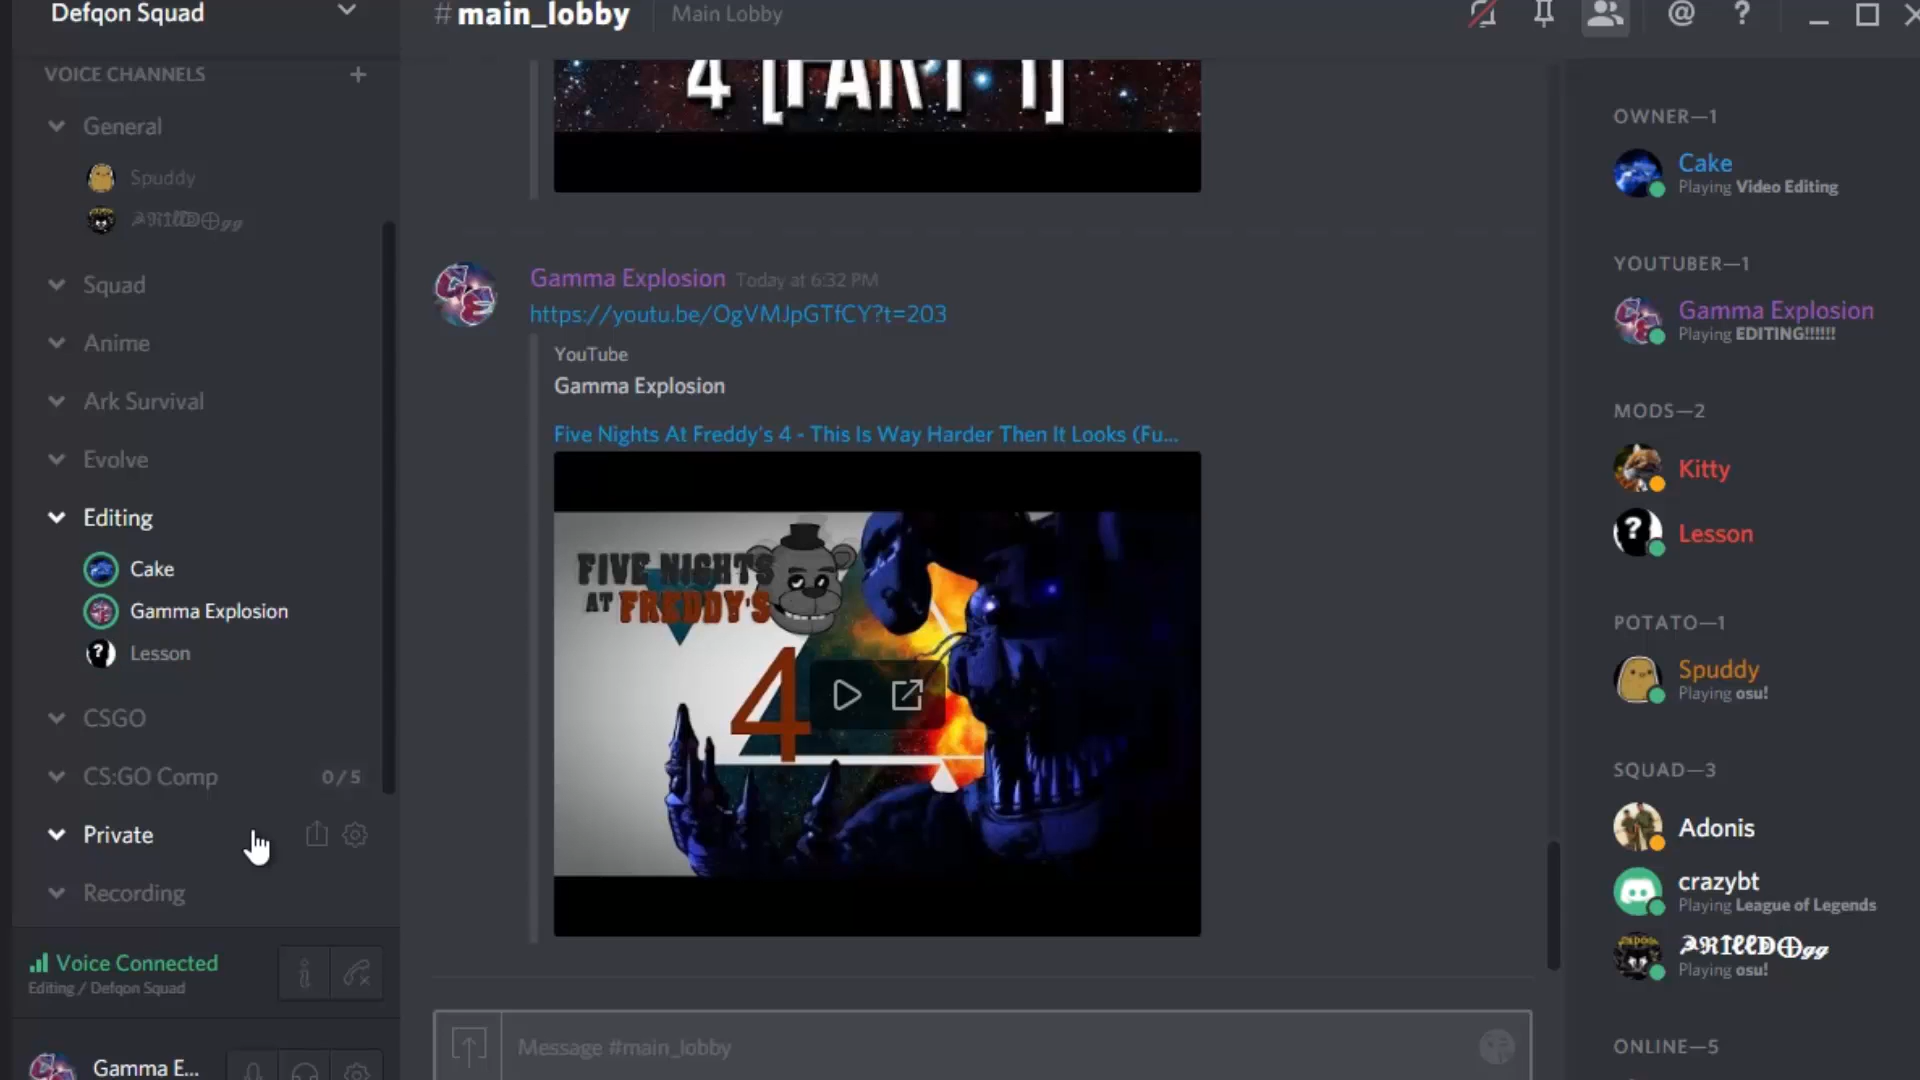 Defqon Squad
VOICE CHANNELS
General
Spuddy
Squad
Anime
Ark Survival
Evolve
Editing
Cake
Gamma Explosion
Lesson
CSGO
CS:GO Comp 0/5
Private
Recording
Voice Connected
Editing / Defqon Squad
Gamma E...
#main_lobby Main Lobby
4 [PART 1]
Gamma Explosion Today at 6:32 PM
https://youtu.be/OgVMJpGTfCY?t=203
YouTube
Gamma Explosion
Five Nights At Freddy's 4 - This Is Way Harder Then It Looks (Fu...
FIVE NIGHTS
AT FREDDY'S
4
Message #main_lobby
OWNER—1
Cake
Playing Video Editing
YOUTUBER—1
Gamma Explosion
Playing EDITING!!!!!!
MODS—2
Kitty
Lesson
POTATO—1
Spuddy
Playing osu!
SQUAD—3
Adonis
crazybt
Playing League of Legends
Playing osu!
ONLINE—5